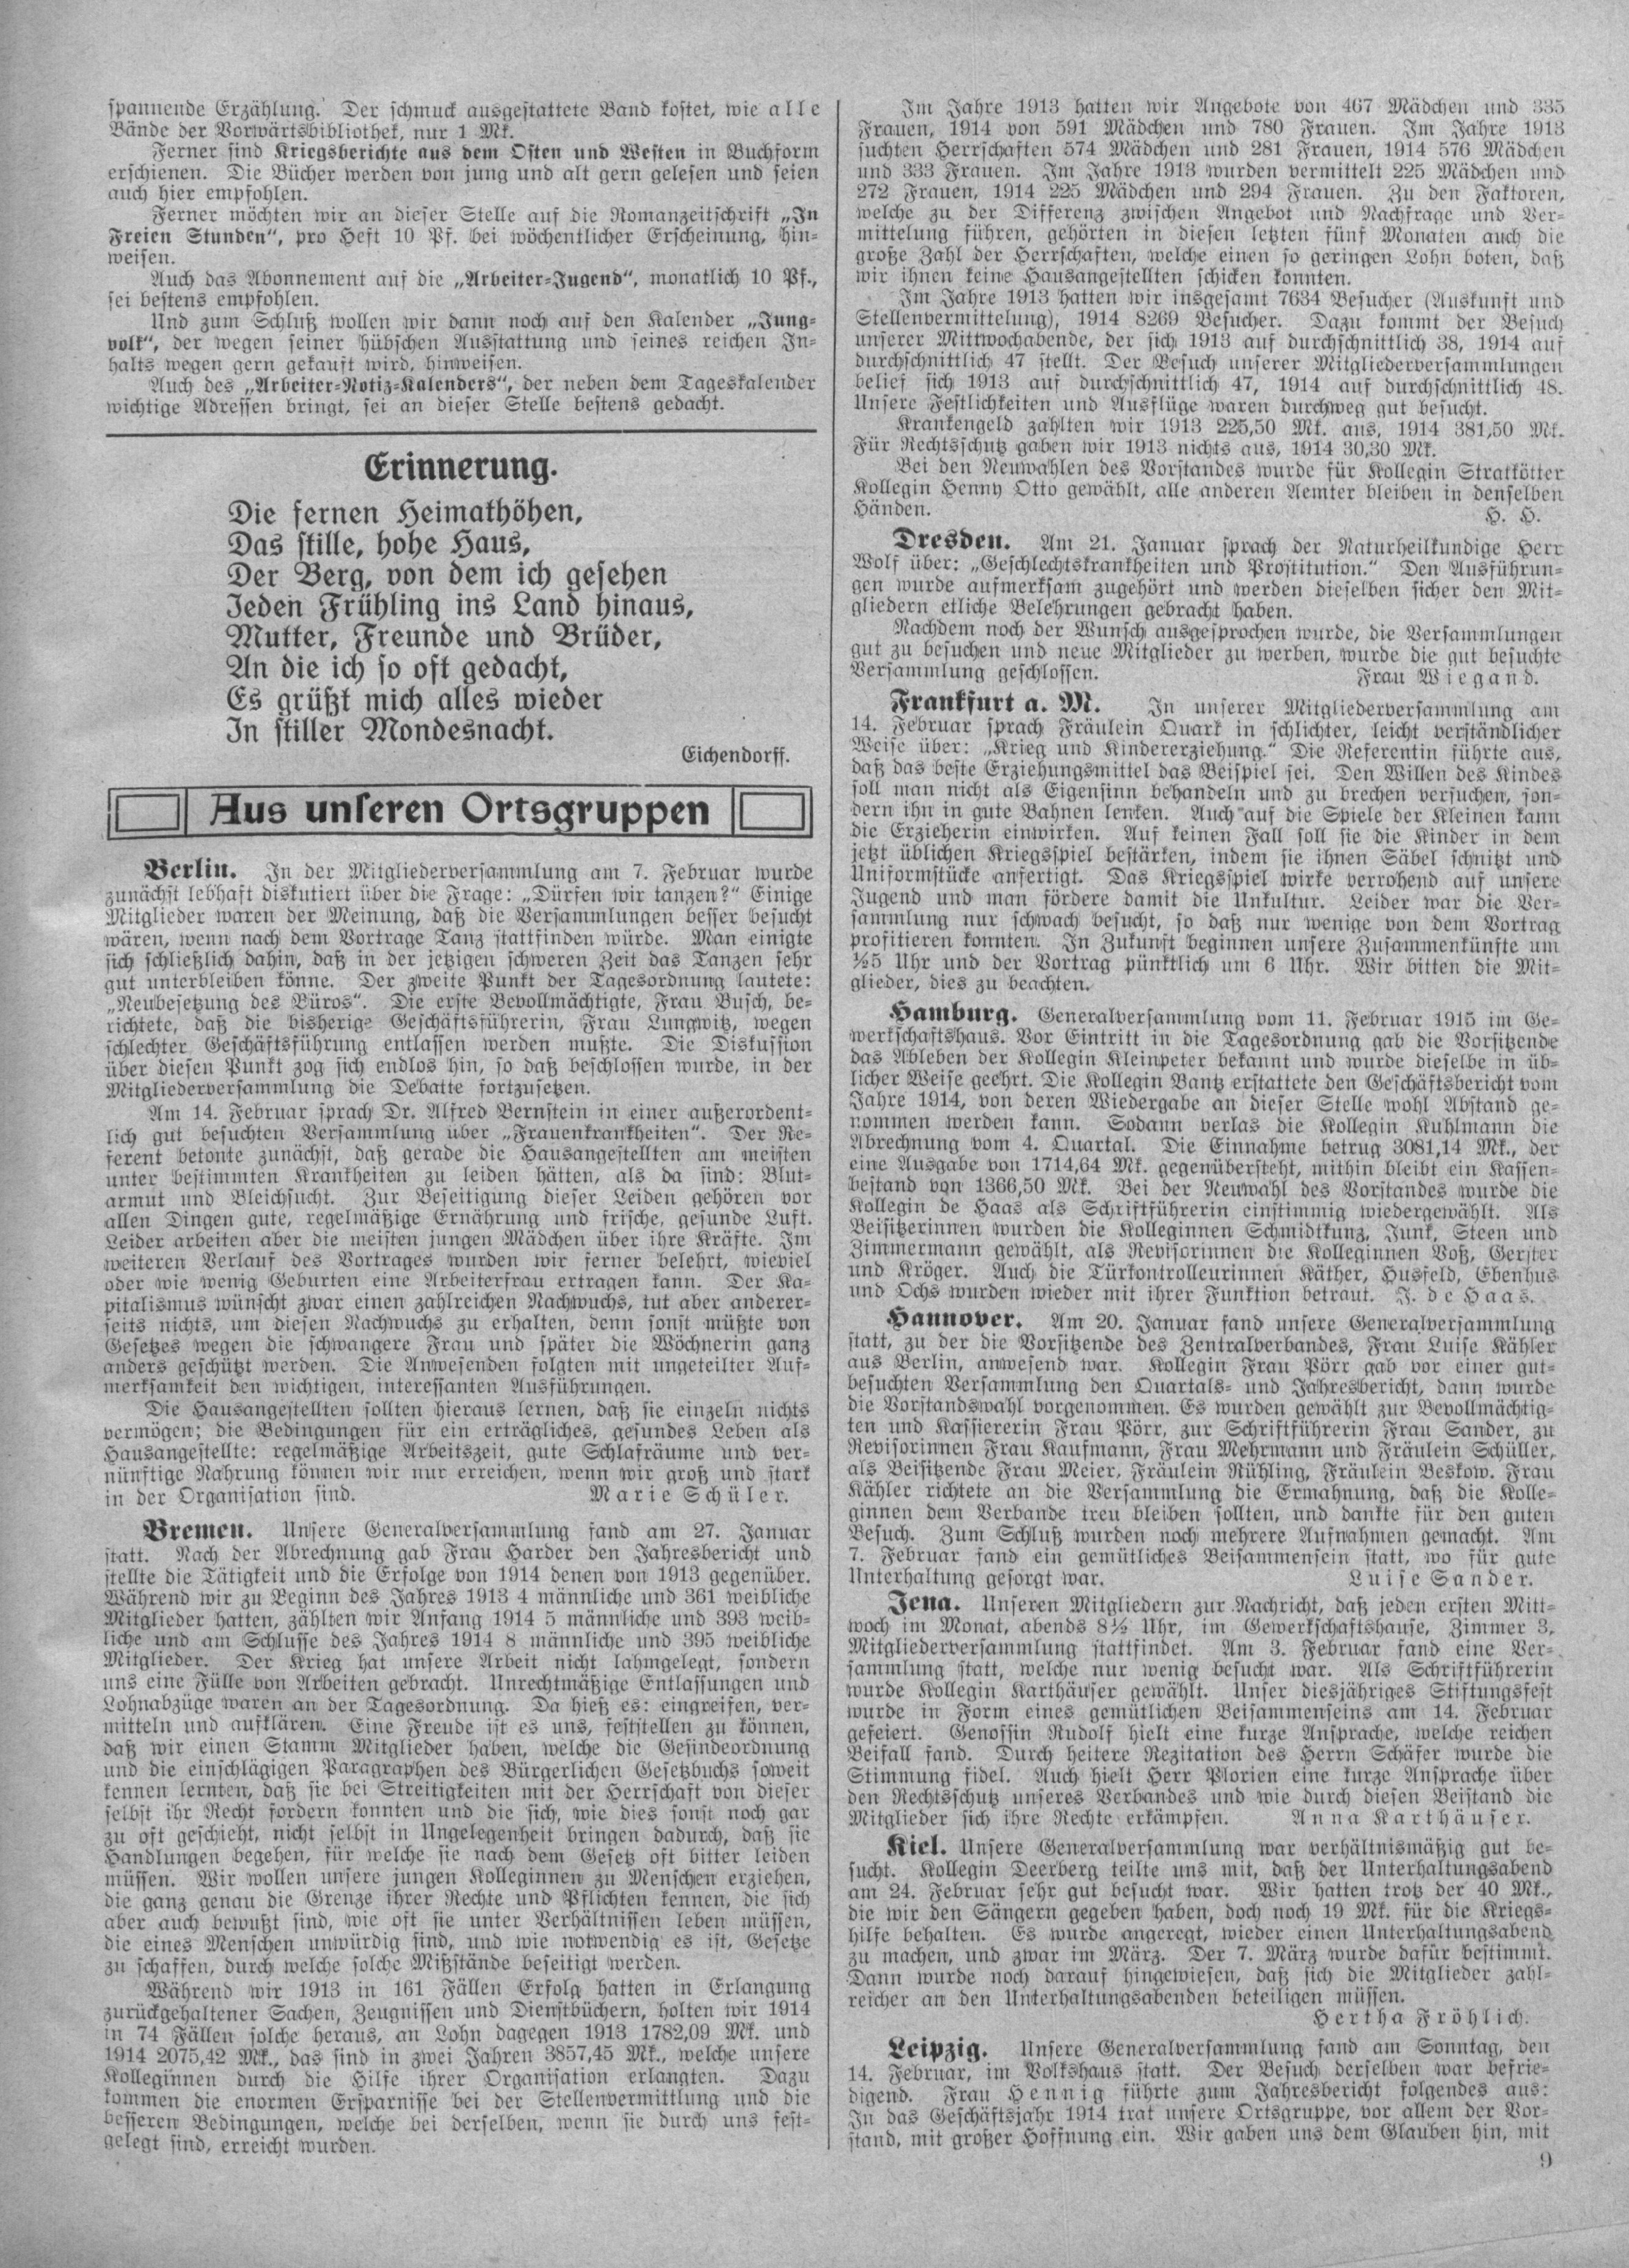 spannende Erzählung. Der schmuck ausgestattete Band kostet, wie alle
Bände der Vorwärtsbibliothek, nur 1 Mk.
Ferner sind Kriegsberichte aus dem Osten und Westen in Buchform
erschienen. Die Bücher werden von jung und alt gern gelesen und seien
auch hier empfohlen.
Ferner möchten wir an dieser Stelle auf die Romanzeitschrift „In
Freien Stunden“, pro Heft 10 Pf. bei wöchentlicher Erscheinung, hin-
weisen.
Auch das Abonnement auf die „Arbeiter-Jugend“, monatlich 10 Pf.,
sei bestens empfohlen.
Und zum Schluß wollen wir dann noch auf den Kalender „Jung-
volk“, der wegen seiner hübschen Ausstattung und seines reichen In-
halts wegen gern gekauft wird, hinweisen.
Auch des „Arbeiter-Notiz-Kalenders“, der neben dem Tageskalender
wichtige Adressen bringt, sei an dieser Stelle bestens gedacht.
Erinnerung.
Die fernen Heimathöhen,
Das stille, hohe Haus,
Der Berg, von dem ich gesehen
Jeden Frühling ins Land hinaus,
Mutter, Freunde und Brüder,
An die ich so oft gedacht,
Es grüßt mich alles wieder
In stiller Mondesnacht.
Eichendorff.
Aus unseren Ortsgruppen
Berlin. In der Mitgliederversammlung am 7. Februar wurde
zunächst lebhaft diskutiert über die Frage: „Dürfen wir tanzen?“ Einige
Mitglieder waren der Meinung, daß die Versammlungen besser besucht
wären, wenn nach dem Vortrage Tanz stattfinden würde. Man einigte
sich schließlich dahin, daß in der jetzigen schweren Zeit das Tanzen sehr
gut unterbleiben könne. Der zweite Punkt der Tagesordnung lautete:
„Neubesetzung des Büros“. Die erste Bevollmächtigte, Frau Busch, be-
richtete, daß die bisherige Geschäftsführerin, Frau Lungwitz, wegen
schlechter Geschäftsführung entlassen werden mußte. Die Diskussion
über diesen Punkt zog sich endlos hin, so daß beschlossen wurde, in der
Mitgliederversammlung die Debatte fortzusetzen.
Am 14. Februar sprach Dr. Alfred Bernstein in einer außerordent-
lich gut besuchten Versammlung über „Frauenkrankheiten“. Der Re-
ferent betonte zunächst, daß gerade die Hausangestellten am meisten
unter bestimmten Krankheiten zu leiden hätten, als da sind: Blut-
armut und Bleichsucht. Zur Beseitigung dieser Leiden gehören vor
allen Dingen gute, regelmäßige Ernährung und frische, gesunde Luft.
Leider arbeiten aber die meisten jungen Mädchen über ihre Kräfte. Im
weiteren Verlauf des Vortrages wurden wir ferner belehrt, wieviel
oder wie wenig Geburten eine Arbeiterfrau ertragen kann. Der Ka-
pitalismus wünscht zwar einen zahlreichen Nachwuchs, tut aber anderer-
seits nichts, um diesen Nachwuchs zu erhalten, denn sonst müßte von
Gesetzes wegen die schwangere Frau und später die Wöchnerin ganz
anders geschützt werden. Die Anwesenden folgten mit ungeteilter Auf-
merksamkeit den wichtigen, interessanten Ausführungen.
Die Hausangestellten sollten hieraus lernen, daß sie einzeln nichts
vermögen; die Bedingungen für ein erträgliches, gesundes Leben als
Hausangestellte: regelmäßige Arbeitszeit, gute Schlafräume und ver-
nünftige Nahrung können wir nur erreichen, wenn wir groß und stark
in der Organisation sind. Marie Schüler.
Bremen. Unsere Generalversammlung fand am 27. Januar
statt. Nach der Abrechnung gab Frau Harder den Jahresbericht und
stellte die Tätigkeit und die Erfolge von 1914 denen von 1913 gegenüber.
Während wir zu Beginn des Jahres 1913 4 männliche und 361 weibliche
Mitglieder hatten, zählten wir Anfang 1914 5 männliche und 393 weib-
liche und am Schlusse des Jahres 1914 8 männliche und 395 weibliche
Mitglieder. Der Krieg hat unsere Arbeit nicht lahmgelegt, sondern
uns eine Fülle von Arbeiten gebracht. Unrechtmäßige Entlassungen und
Lohnabzüge waren an der Tagesordnung. Da hieß es: eingreifen, ver-
mitteln und aufklären. Eine Freude ist es uns, feststellen zu können,
daß wir einen Stamm Mitglieder haben, welche die Gesindeordnung
und die einschlägigen Paragraphen des Bürgerlichen Gesetzbuchs soweit
kennen lernten, daß sie bei Streitigkeiten mit der Herrschaft von dieser
selbst ihr Recht fordern konnten und die sich, wie dies sonst noch gar
zu oft geschieht, nicht selbst in Ungelegenheit bringen dadurch, daß sie
Handlungen begehen, für welche sie nach dem Gesetz oft bitter leiden
müssen. Wir wollen unsere jungen Kolleginnen zu Menschen erziehen,
die ganz genau die Grenze ihrer Rechte und Pflichten kennen, die sich
aber auch bewußt sind, wie oft sie unter Verhältnissen leben müssen,
die eines Menschen unwürdig sind, und wie notwendig es ist, Gesetze
zu schaffen, durch welche solche Mißstände beseitigt werden.
Während wir 1913 in 161 Fällen Erfolg hatten in Erlangung
zurückgehaltener Sachen, Zeugnissen und Dienstbüchern, holten wir 1914
in 74 Fällen solche heraus, an Lohn dagegen 1913 1782,09 Mk. und
1914 2075,42 Mk., das sind in zwei Jahren 3857,45 Mk., welche unsere
Kolleginnen durch die Hilfe ihrer Organisation erlangten. Dazu
kommen die enormen Ersparnisse bei der Stellenvermittlung und die
besseren Bedingungen, welche bei derselben, wenn sie durch uns fest-
gelegt sind, erreicht wurden.
Im Jahre 1913 hatten wir Angebote von 467 Mädchen und 335
Frauen, 1914 von 591 Mädchen und 780 Frauen. Im Jahre 1913
suchten Herrschaften 574 Mädchen und 281 Frauen, 1914 576 Mädchen
und 333 Frauen. Im Jahre 1913 wurden vermittelt 225 Mädchen und
272 Frauen, 1914 225 Mädchen und 294 Frauen. Zu den Faktoren,
welche zu der Differenz zwischen Angebot und Nachfrage und Ver-
mittelung führen, gehörten in diesen letzten fünf Monaten auch die
große Zahl der Herrschaften, welche einen so geringen Lohn boten, daß
wir ihnen keine Hausangestellten schicken konnten.
Im Jahre 1913 hatten wir insgesamt 7634 Besucher (Auskunft und
Stellenvermittelung), 1914 8269 Besucher. Dazu kommt der Besuch
unserer Mittwochabende, der sich 1913 auf durchschnittlich 38, 1914 auf
durchschnittlich 47 stellt. Der Besuch unserer Mitgliederversammlungen
belief sich 1913 auf durchschnittlich 47, 1914 auf durchschnittlich 48.
Unsere Festlichkeiten und Ausflüge waren durchweg gut besucht.
Krankengeld zahlten wir 1913 225,50 Mk. aus, 1914 381,50 Mk.
Für Rechtsschutz gaben wir 1913 nichts aus, 1914 30,30 Mk.
Bei den Neuwahlen des Vorstandes wurde für Kollegin Stratkötter
Kollegin Henny Otto gewählt, alle anderen Aemter bleiben in denselben
Händen. H. H.
Dresden. Am 21. Januar sprach der Naturheilkundige Herr
Wolf über: „Geschlechtskrankheiten und Prostitution.“ Den Ausführun-
gen wurde aufmerksam zugehört und werden dieselben sicher den Mit-
gliedern etliche Belehrungen gebracht haben.
Nachdem noch der Wunsch ausgesprochen wurde, die Versammlungen
gut zu besuchen und neue Mitglieder zu werben, wurde die gut besuchte
Versammlung geschlossen. Frau Wiegand.
Frankfurt a. M. In unserer Mitgliederversammlung am
14. Februar sprach Fräulein Quark in schlichter, leicht verständlicher
Weise über: „Krieg und Kindererziehung.“ Die Referentin führte aus,
daß das beste Erziehungsmittel das Beispiel sei. Den Willen des Kindes
soll man nicht als Eigensinn behandeln und zu brechen versuchen, son-
dern ihn in gute Bahnen lenken. Auch auf die Spiele der Kleinen kann
die Erzieherin einwirken. Auf keinen Fall soll sie die Kinder in dem
jetzt üblichen Kriegsspiel bestärken, indem sie ihnen Säbel schnitzt und
Uniformstücke anfertigt. Das Kriegsspiel wirke verrohend auf unsere
Jugend und man fördere damit die Unkultur. Leider war die Ver-
sammlung nur schwach besucht, so daß nur wenige von dem Vortrag
profitieren konnten. In Zukunft beginnen unsere Zusammenkünfte um
½5 Uhr und der Vortrag pünktlich um 6 Uhr. Wir bitten die Mit-
glieder, dies zu beachten.
Hamburg. Generalversammlung vom 11. Februar 1915 im Ge-
werkschaftshaus. Vor Eintritt in die Tagesordnung gab die Vorsitzende
das Ableben der Kollegin Kleinpeter bekannt und wurde dieselbe in üb-
licher Weise geehrt. Die Kollegin Bantz erstattete den Geschäftsbericht vom
Jahre 1914, von deren Wiedergabe an dieser Stelle wohl Abstand ge-
nommen werden kann. Sodann verlas die Kollegin Kuhlmann die
Abrechnung vom 4. Quartal. Die Einnahme betrug 3081,14 Mk., der
eine Ausgabe von 1714,64 Mk. gegenübersteht, mithin bleibt ein Kassen-
bestand von 1366,50 Mk. Bei der Neuwahl des Vorstandes wurde die
Kollegin de Haas als Schriftführerin einstimmig wiedergewählt. Als
Beisitzerinnen wurden die Kolleginnen Schmidtkunz, Junk, Steen und
Zimmermann gewählt, als Revisorinnen die Kolleginnen Voß, Gerster
und Kröger. Auch die Türkontrolleurinnen Käther, Husfeld, Ebenhus
und Ochs wurden wieder mit ihrer Funktion betraut. J. de Haas.
Hannover. Am 20. Januar fand unsere Generalversammlung
statt, zu der die Vorsitzende des Zentralverbandes, Frau Luise Kähler
aus Berlin, anwesend war. Kollegin Frau Pörr gab vor einer gut-
besuchten Versammlung den Quartals- und Jahresbericht, dann wurde
die Vorstandswahl vorgenommen. Es wurden gewählt zur Bevollmächtig-
ten und Kassiererin Frau Pörr, zur Schriftführerin Frau Sander, zu
Revisorinnen Frau Kaufmann, Frau Mehrmann und Fräulein Schüller,
als Beisitzende Frau Meier, Fräulein Rühling, Fräulein Beskow. Frau
Kähler richtete an die Versammlung die Ermahnung, daß die Kolle-
ginnen dem Verbande treu bleiben sollten, und dankte für den guten
Besuch. Zum Schluß wurden noch mehrere Aufnahmen gemacht. Am
7. Februar fand ein gemütliches Beisammensein statt, wo für gute
Unterhaltung gesorgt war. Luise Sander.
Jena. Unseren Mitgliedern zur Nachricht, daß jeden ersten Mitt-
woch im Monat, abends 8½ Uhr, im Gewerkschaftshause, Zimmer 3,
Mitgliederversammlung stattfindet. Am 3. Februar fand eine Ver-
sammlung statt, welche nur wenig besucht war. Als Schriftführerin
wurde Kollegin Karthäuser gewählt. Unser diesjähriges Stiftungsfest
wurde in Form eines gemütlichen Beisammenseins am 14. Februar
gefeiert. Genossin Rudolf hielt eine kurze Ansprache, welche reichen
Beifall fand. Durch heitere Rezitation des Herrn Schäfer wurde die
Stimmung fidel. Auch hielt Herr Plorien eine kurze Ansprache über
den Rechtsschutz unseres Verbandes und wie durch diesen Beistand die
Mitglieder sich ihre Rechte erkämpfen. Anna Karthäuser.
Kiel. Unsere Generalversammlung war verhältnismäßig gut be-
sucht. Kollegin Deerberg teilte uns mit, daß der Unterhaltungsabend
am 24. Februar sehr gut besucht war. Wir hatten trotz der 40 Mk.,
die wir den Sängern gegeben haben, doch noch 19 Mk. für die Kriegs-
hilfe behalten. Es wurde angeregt, wieder einen Unterhaltungsabend
zu machen, und zwar im März. Der 7. März wurde dafür bestimmt.
Dann wurde noch darauf hingewiesen, daß sich die Mitglieder zahl-
reicher an den Unterhaltungsabenden beteiligen müssen.
Hertha Fröhlich.
Leipzig. Unsere Generalversammlung fand am Sonntag, den
14. Februar, im Volkshaus statt. Der Besuch derselben war befrie-
digend. Frau Hennig führte zum Jahresbericht folgendes aus:
In das Geschäftsjahr 1914 trat unsere Ortsgruppe, vor allem der Vor-
stand, mit großer Hoffnung ein. Wir gaben uns dem Glauben hin, mit
9